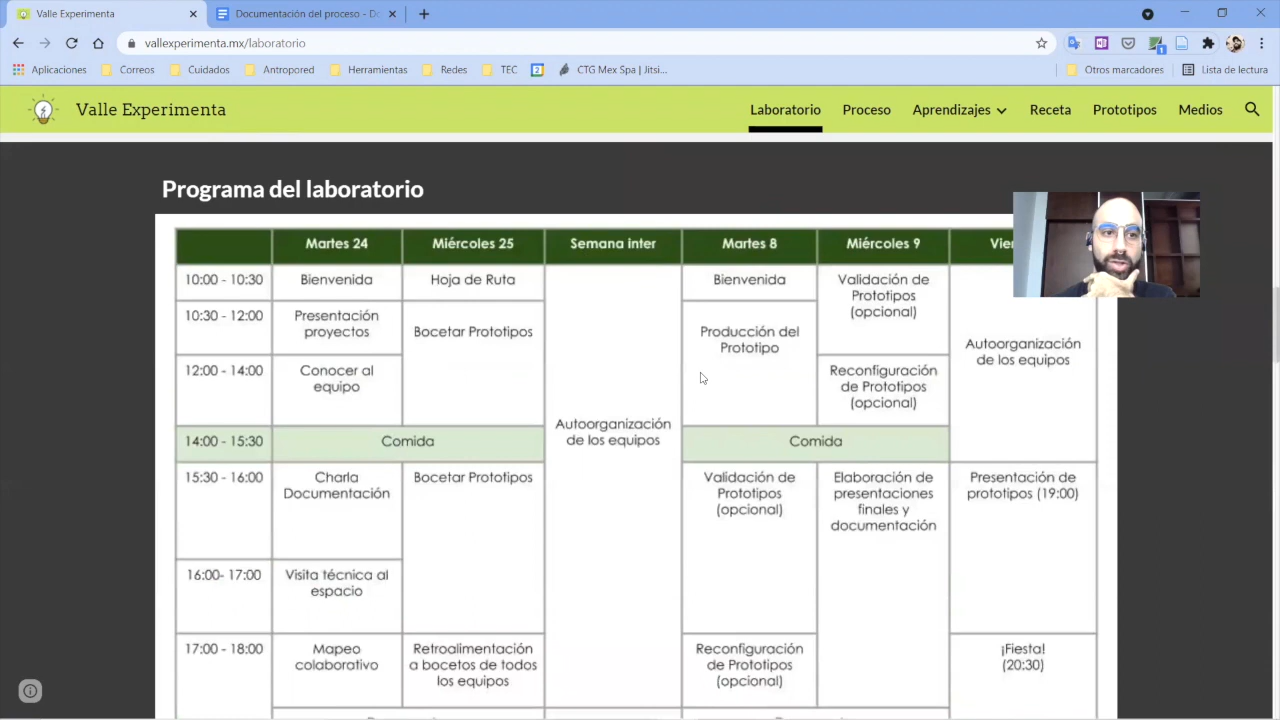 Valle Experimenta
Documentación del proceso - Do
vallexperimenta.mx/laboratorio
Aplicaciones Correos Cuidados Antropored Herramientas Redes TEC CTG Mex Spa | Jitsi... Otros marcadores Lista de lectura
Valle Experimenta
Laboratorio Proceso Aprendizajes Receta Prototipos Medios
Programa del laboratorio
Martes 24 Miércoles 25 Semana inter Martes 8 Miércoles 9 Vier
10:00 - 10:30 Bienvenida Hoja de Ruta Bienvenida Validación de
Prototipos
(opcional)
10:30 - 12:00 Presentación
proyectos
Bocetar Prototipos
Producción del
Prototipo
Autoorganización
de los equipos
12:00 - 14:00 Conocer al
equipo
Reconfiguración
de Prototipos
(opcional)
Autoorganización
de los equipos
14:00 - 15:30 Comida Comida
15:30 - 16:00 Charla
Documentación
Bocetar Prototipos
Validación de
Prototipos
(opcional)
Elaboración de
presentaciones
finales y
documentación
Presentación de
prototipos (19:00)
16:00- 17:00 Visita técnica al
espacio
17:00 - 18:00 Mapeo
colaborativo
Retroalimentación
a bocetos de todos
los equipos
Reconfiguración
de Prototipos
(opcional)
¡Fiesta!
(20:30)